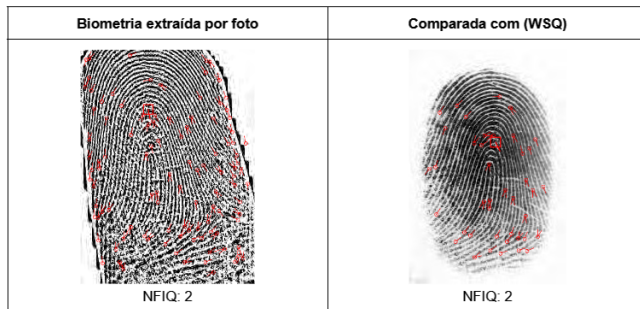 Biometria extraída por foto
Comparada com (WSQ)
NFIQ: 2
NFIQ: 2